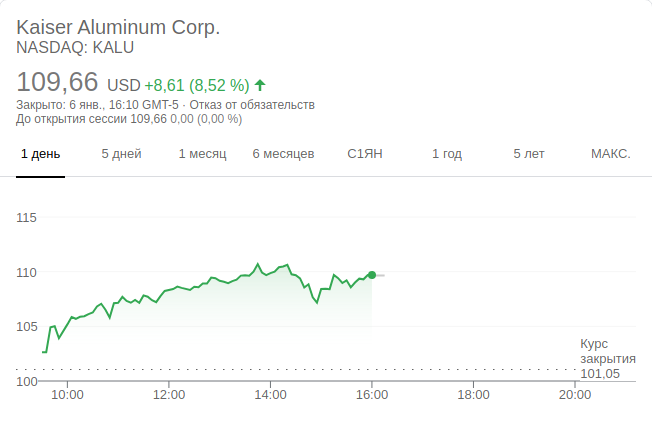 Kaiser Aluminum Corp.
NASDAQ: KALU
109,66 USD +8,61 (8,52 %)
Закрыто: 6 янв., 16:10 GMT-5 · Отказ от обязательств
До открытия сессии 109,66 0,00 (0,00 %)
1 день 5 дней 1 месяц 6 месяцев С1ЯН 1 год 5 лет МАКС.
115
110
105
Курс
закрытия
101,05
100
10:00 12:00 14:00 16:00 18:00 20:00